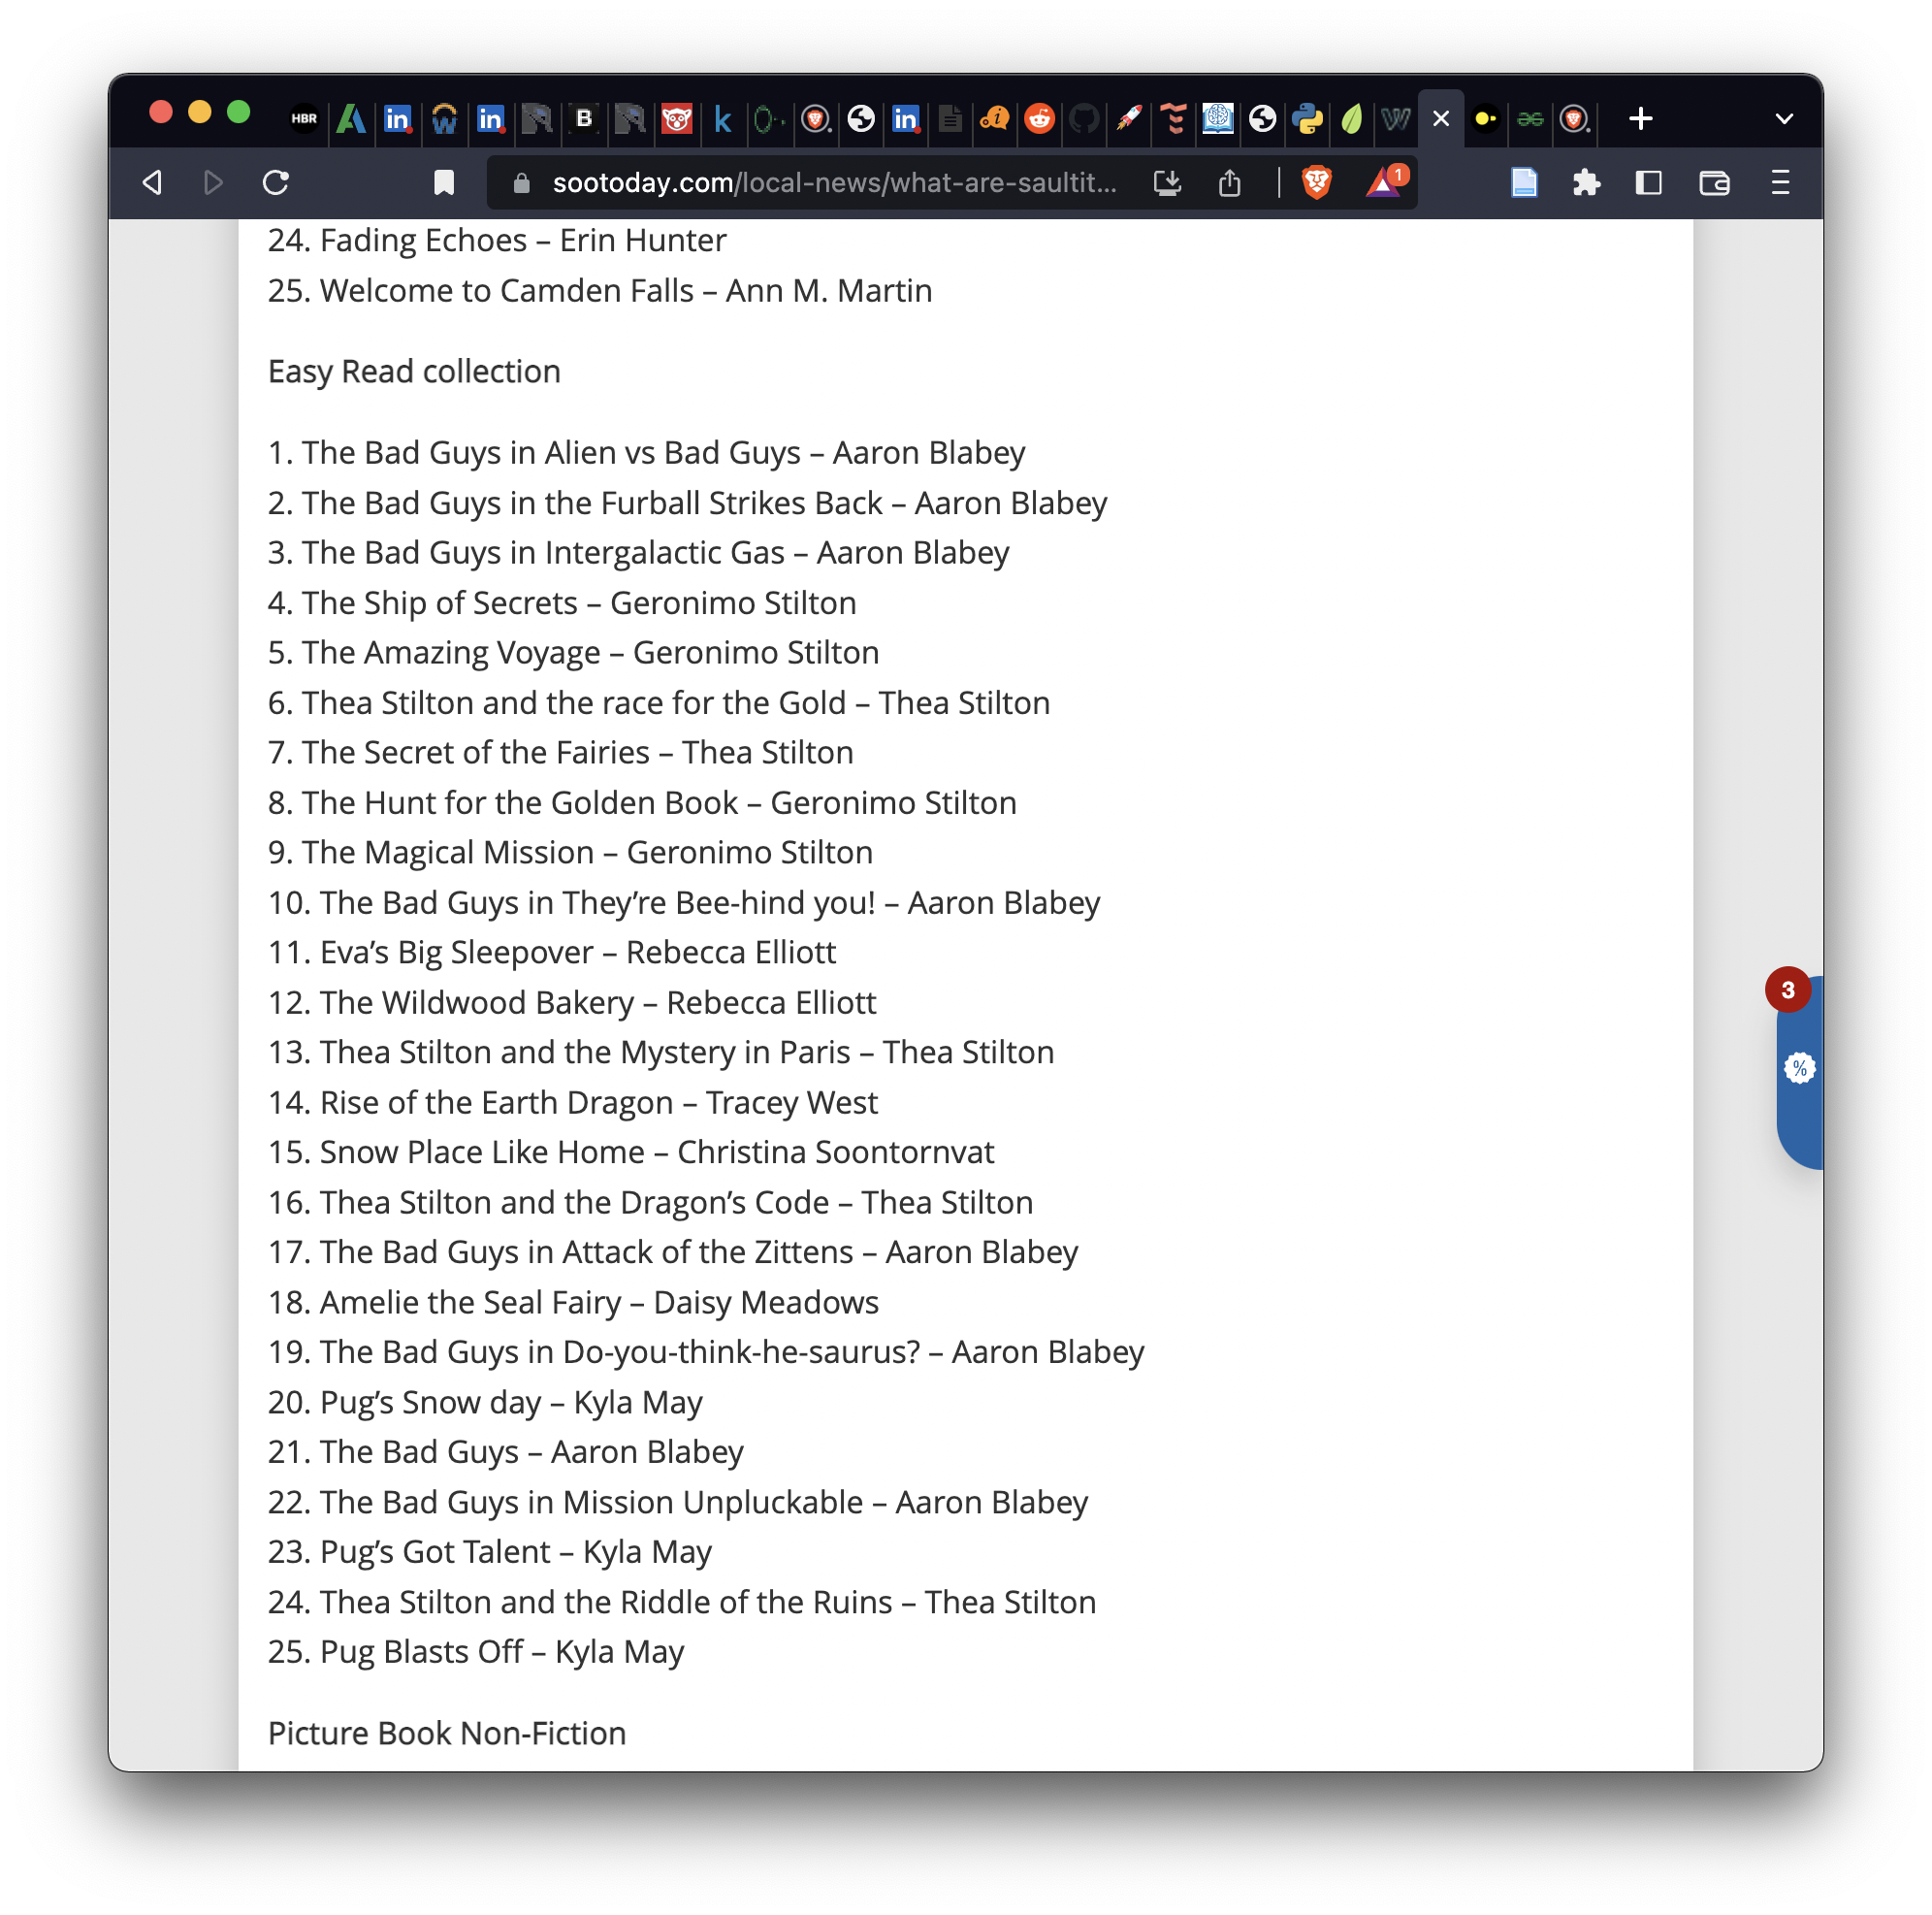 HBR
B
sootoday.com/local-news/what-are-saultit...
1
24. Fading Echoes – Erin Hunter
25. Welcome to Camden Falls – Ann M. Martin
Easy Read collection
1. The Bad Guys in Alien vs Bad Guys – Aaron Blabey
2. The Bad Guys in the Furball Strikes Back – Aaron Blabey
3. The Bad Guys in Intergalactic Gas – Aaron Blabey
4. The Ship of Secrets – Geronimo Stilton
5. The Amazing Voyage – Geronimo Stilton
6. Thea Stilton and the race for the Gold – Thea Stilton
7. The Secret of the Fairies – Thea Stilton
8. The Hunt for the Golden Book – Geronimo Stilton
9. The Magical Mission – Geronimo Stilton
10. The Bad Guys in They’re Bee-hind you! – Aaron Blabey
11. Eva’s Big Sleepover – Rebecca Elliott
12. The Wildwood Bakery – Rebecca Elliott
13. Thea Stilton and the Mystery in Paris – Thea Stilton
14. Rise of the Earth Dragon – Tracey West
15. Snow Place Like Home – Christina Soontornvat
16. Thea Stilton and the Dragon’s Code – Thea Stilton
17. The Bad Guys in Attack of the Zittens – Aaron Blabey
18. Amelie the Seal Fairy – Daisy Meadows
19. The Bad Guys in Do-you-think-he-saurus? – Aaron Blabey
20. Pug’s Snow day – Kyla May
21. The Bad Guys – Aaron Blabey
22. The Bad Guys in Mission Unpluckable – Aaron Blabey
23. Pug’s Got Talent – Kyla May
24. Thea Stilton and the Riddle of the Ruins – Thea Stilton
25. Pug Blasts Off – Kyla May
Picture Book Non-Fiction
3
%